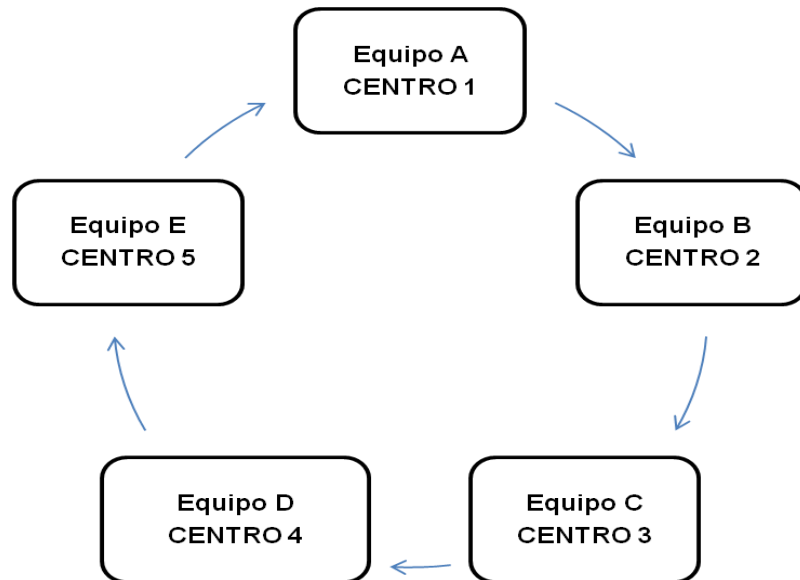 Equipo A
CENTRO 1
Equipo B
CENTRO 2
Equipo C
CENTRO 3
Equipo D
CENTRO 4
Equipo E
CENTRO 5